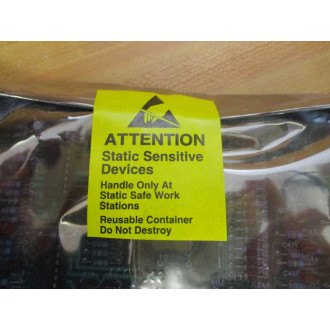 ATTENTION
Static Sensitive
Devices
Handle Only At
Static Safe Work
Stations
Reusable Container
Do Not Destroy